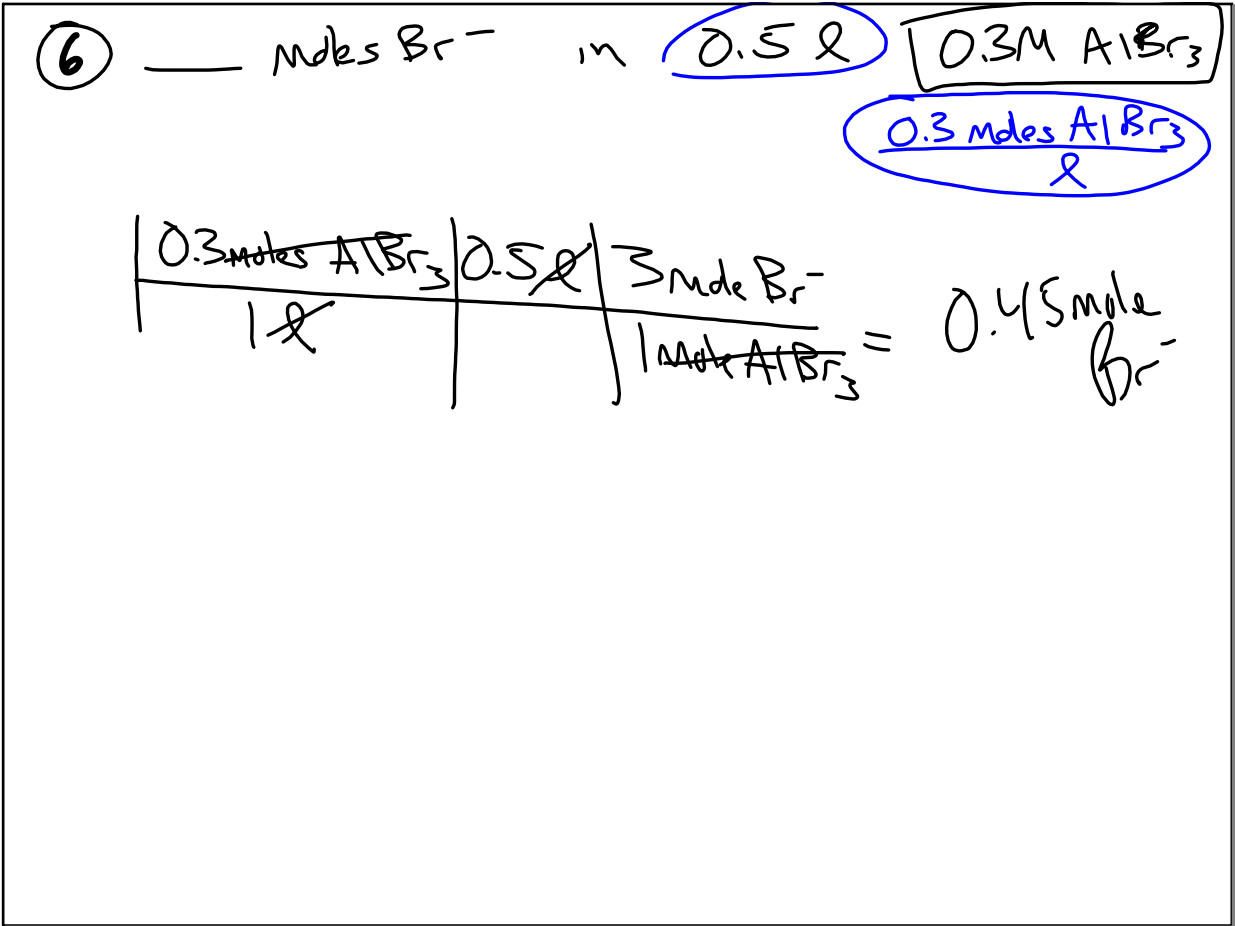 6 ___ moles Br⁻ in 0.5 l 0.3M AlBr₃
0.3 moles AlBr₃
l
0.3 moles AlBr₃ 0.5 l 3 mole Br⁻
1 l 1 mole AlBr₃ = 0.45 mole
Br⁻